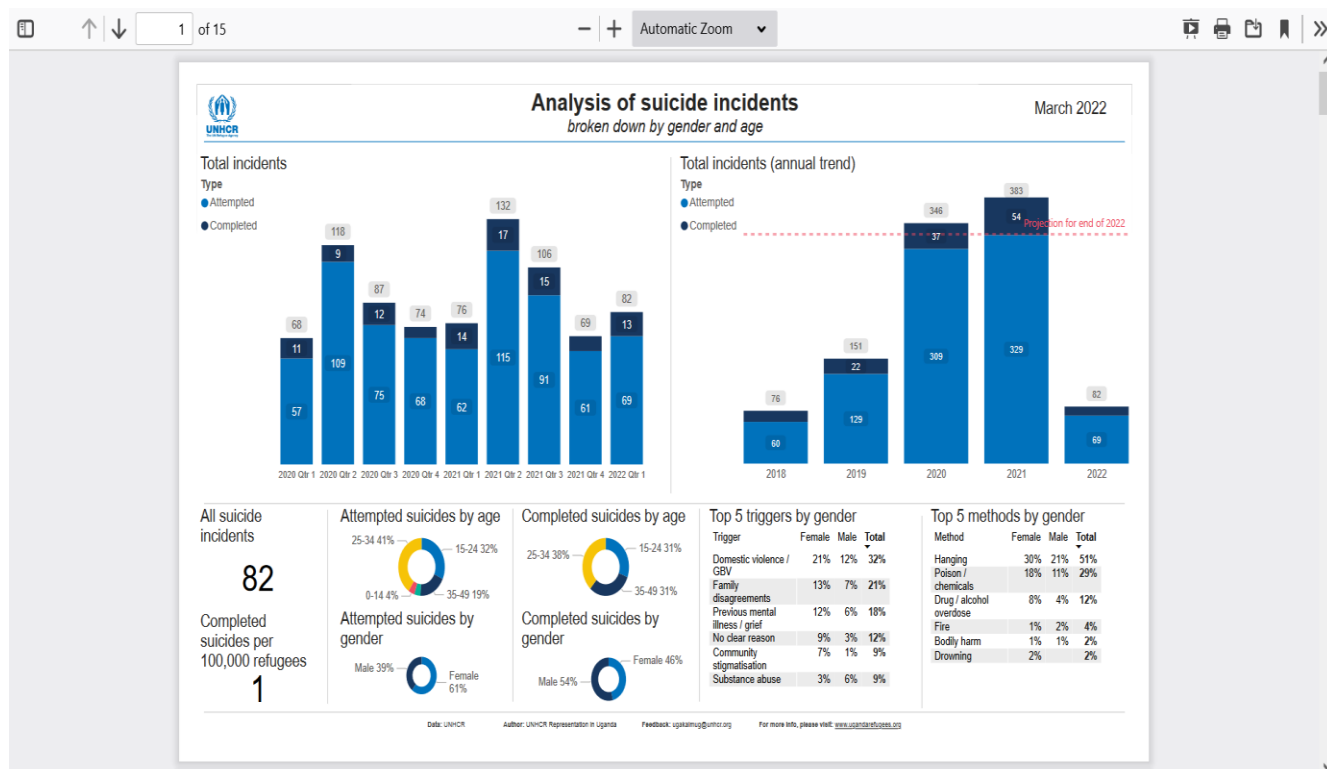 1 of 15
Automatic Zoom
UNHCR
Analysis of suicide incidents
broken down by gender and age
March 2022
Total incidents
Type
Attempted
Completed
68
118
87
74
76
132
106
69
82
11
9
12
14
17
15
13
57
109
75
68
62
115
91
61
69
2020 Qtr 1 2020 Qtr 2 2020 Qtr 3 2020 Qtr 4 2021 Qtr 1 2021 Qtr 2 2021 Qtr 3 2021 Qtr 4 2022 Qtr 1
Total incidents (annual trend)
Type
Attempted
Completed
76
151
346
383
82
22
37
54
Projection for end of 2022
60
129
309
329
69
2018 2019 2020 2021 2022
All suicide
incidents
82
Completed
suicides per
100,000 refugees
1
Attempted suicides by age
25-34 41%
15-24 32%
0-14 4%
35-49 19%
Attempted suicides by
gender
Male 39%
Female
61%
Completed suicides by age
25-34 38%
15-24 31%
35-49 31%
Completed suicides by
gender
Female 46%
Male 54%
Top 5 triggers by gender
Trigger Female Male Total
Domestic violence / 21% 12% 32%
GBV
Family 13% 7% 21%
disagreements
Previous mental 12% 6% 18%
illness / grief
No clear reason 9% 3% 12%
Community 7% 1% 9%
stigmatisation
Substance abuse 3% 6% 9%
Top 5 methods by gender
Method Female Male Total
Hanging 30% 21% 51%
Poison / 18% 11% 29%
chemicals
Drug / alcohol 8% 4% 12%
overdose
Fire 1% 2% 4%
Bodily harm 1% 1% 2%
Drowning 2% 2%
Data: UNHCR Author: UNHCR Representation in Uganda Feedback: ugakaimug@unhcr.org For more info, please visit: www.ugandarefugees.org